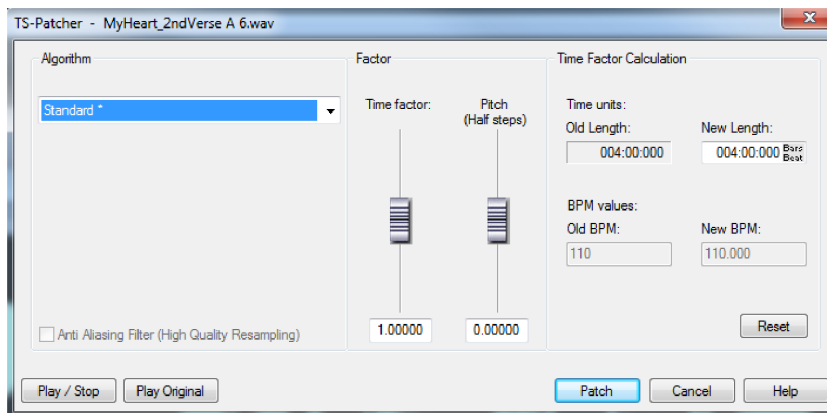 TS-Patcher - MyHeart_2ndVerse A 6.wav
Algorithm
Standard *
Anti Aliasing Filter (High Quality Resampling)
Factor
Time factor:
1.00000
Pitch
(Half steps)
0.00000
Time Factor Calculation
Time units:
Old Length:
004:00:000
New Length:
004:00:000
Bars
Beat
BPM values:
Old BPM:
110
New BPM:
110.000
Reset
Play / Stop
Play Original
Patch
Cancel
Help